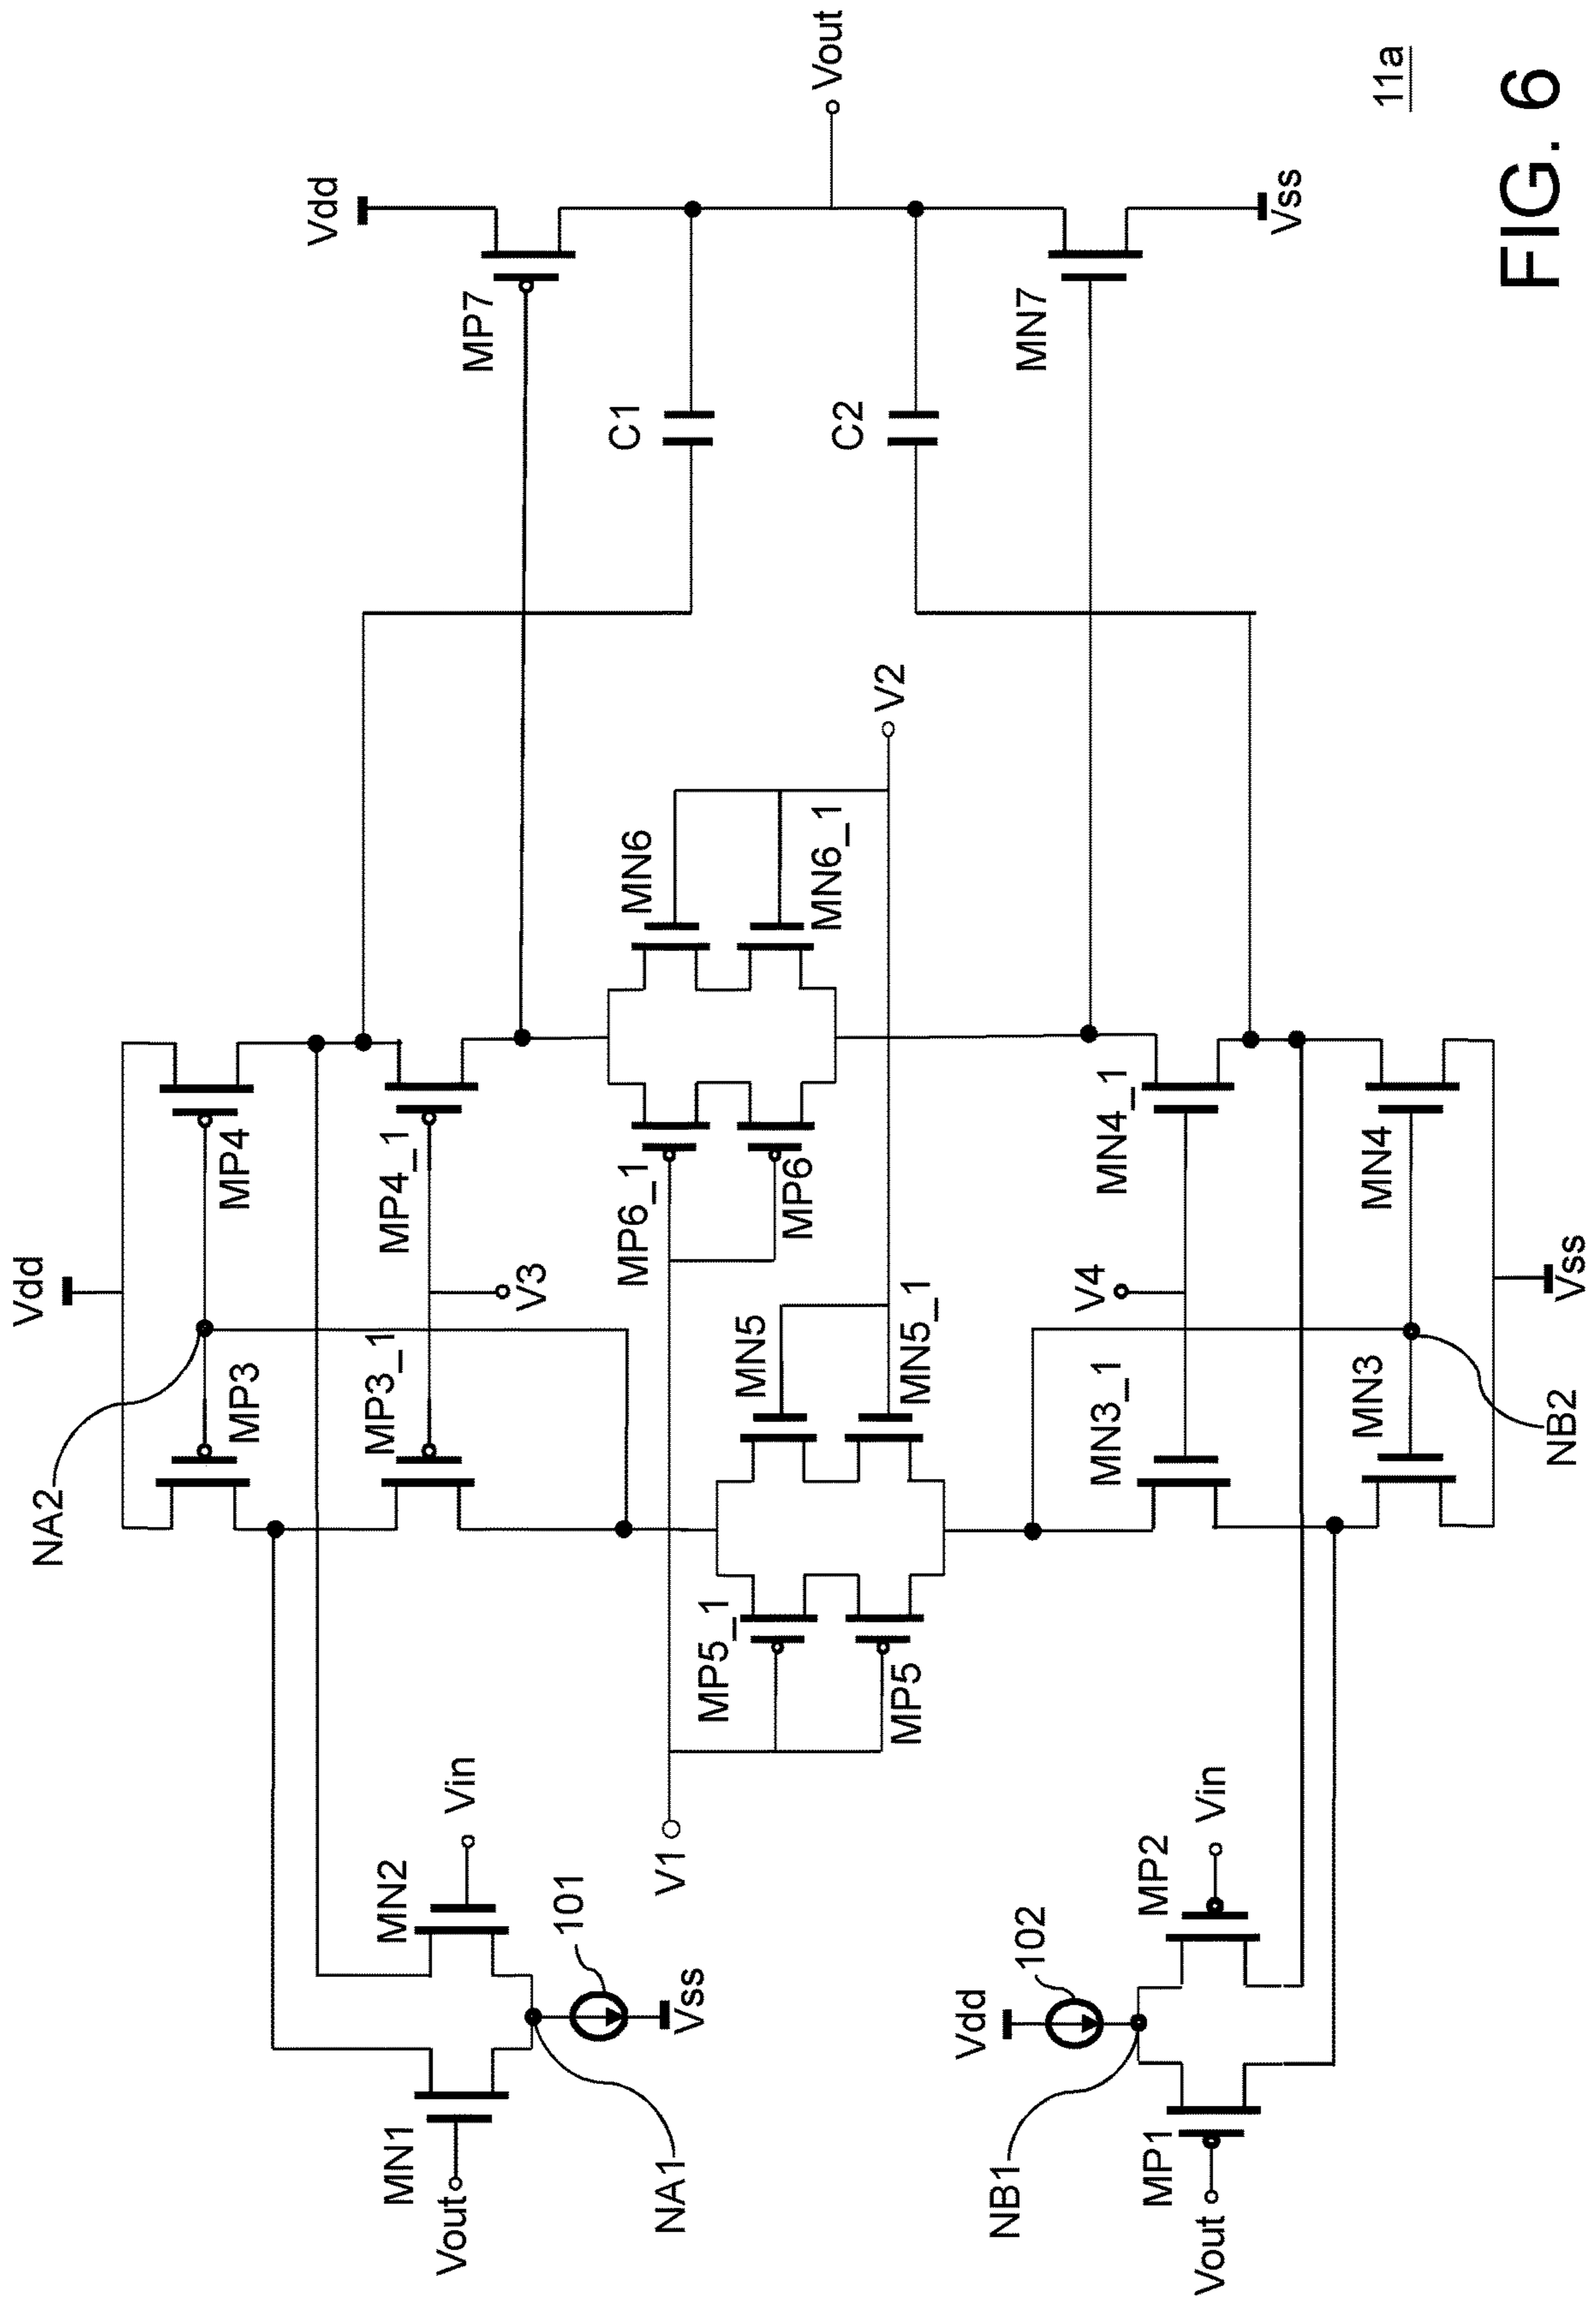 Vdd
NA2
MP3
MP4
MP3_1
MP4_1
V3
Vdd
MP7
C1
Vout
C2
MN7
Vss
MN1
Vout
MN2
Vin
101
NA1
Vss
V1
MP6_1
MN6
MP6
MN6_1
V2
MP5_1
MN5
MP5
MN5_1
Vdd
102
NB1
MP1
Vout
MP2
Vin
V4
MN3_1
MN4_1
MN3
MN4
NB2
Vss
11a
FIG. 6